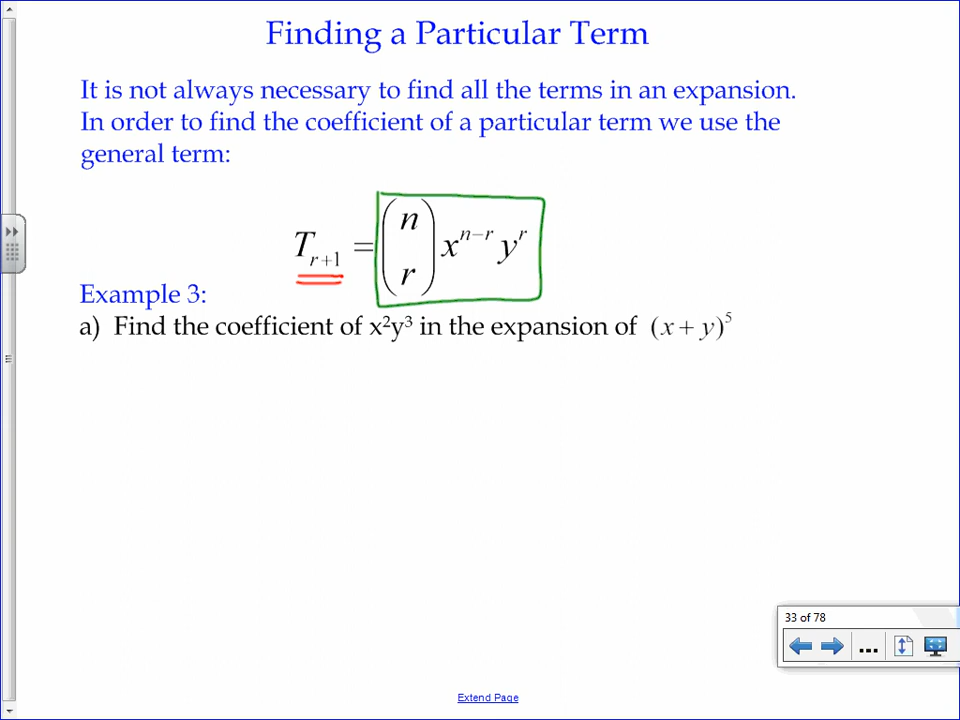 Finding a Particular Term
It is not always necessary to find all the terms in an expansion.
In order to find the coefficient of a particular term we use the
general term:
T_{r+1} = \binom{n}{r} x^{n-r} y^r
Example 3:
a) Find the coefficient of x²y³ in the expansion of (x + y)⁵
33 of 78
...
Extend Page